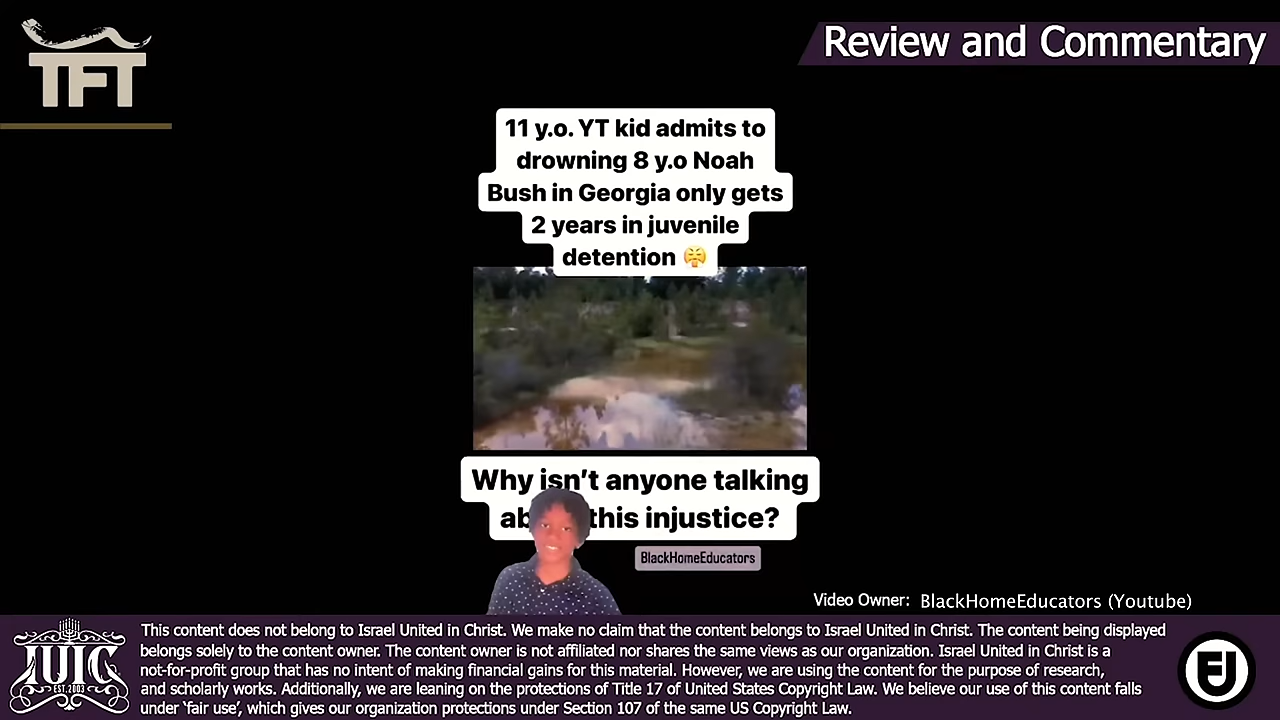 TFT
Review and Commentary
11 y.o. YT kid admits to
drowning 8 y.o Noah
Bush in Georgia only gets
2 years in juvenile
detention 😤
Why isn't anyone talking
ab this injustice?
BlackHomeEducators
Video Owner: BlackHomeEducators (Youtube)
This content does not belong to Israel United in Christ. We make no claim that the content belongs to Israel United in Christ. The content being displayed
belongs solely to the content owner. The content owner is not affiliated nor shares the same views as our organization. Israel United in Christ is a
not-for-profit group that has no intent of making financial gains for this material. However, we are using the content for the purpose of research,
and scholarly works. Additionally, we are leaning on the protections of Title 17 of United States Copyright Law. We believe our use of this content falls
under 'fair use', which gives our organization protections under Section 107 of the same US Copyright Law.
IUIC
EST.2003